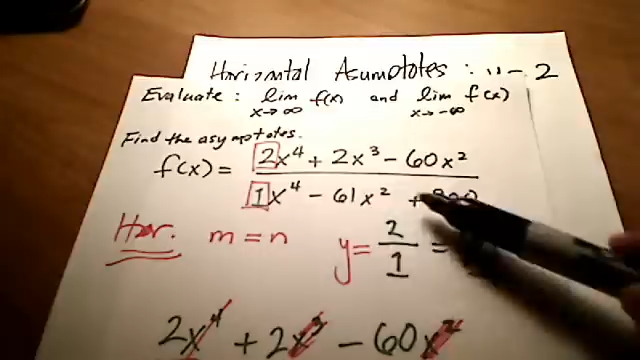 Horizontal Asymptotes: y = 2
Evaluate: lim x→∞ f(x) and lim x→-∞ f(x)
Find the asymptotes.
f(x) = 2x⁴ + 2x³ - 60x²
1x⁴ - 61x² +
Hor. m = n y = 2/1 =
2x⁴ + 2x³ - 60x²